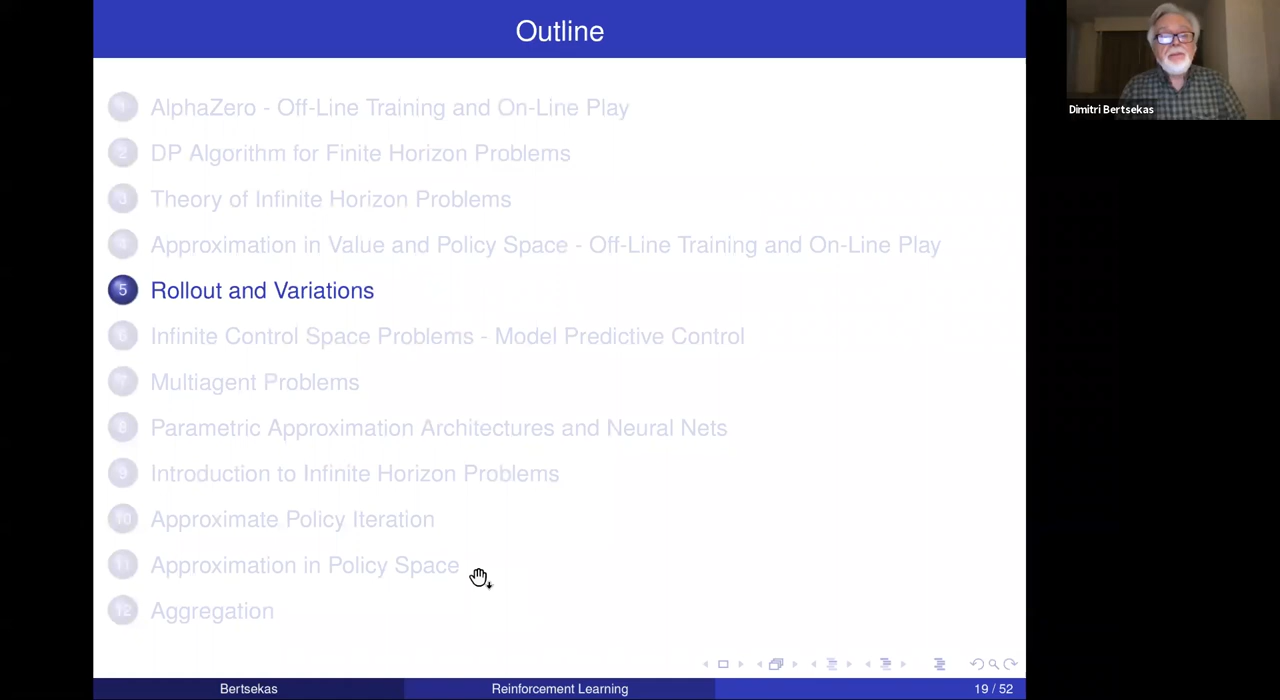 Outline
1 AlphaZero - Off-Line Training and On-Line Play
2 DP Algorithm for Finite Horizon Problems
3 Theory of Infinite Horizon Problems
4 Approximation in Value and Policy Space - Off-Line Training and On-Line Play
5 Rollout and Variations
6 Infinite Control Space Problems - Model Predictive Control
7 Multiagent Problems
8 Parametric Approximation Architectures and Neural Nets
9 Introduction to Infinite Horizon Problems
10 Approximate Policy Iteration
11 Approximation in Policy Space
12 Aggregation
Bertsekas Reinforcement Learning 19 / 52
Dimitri Bertsekas